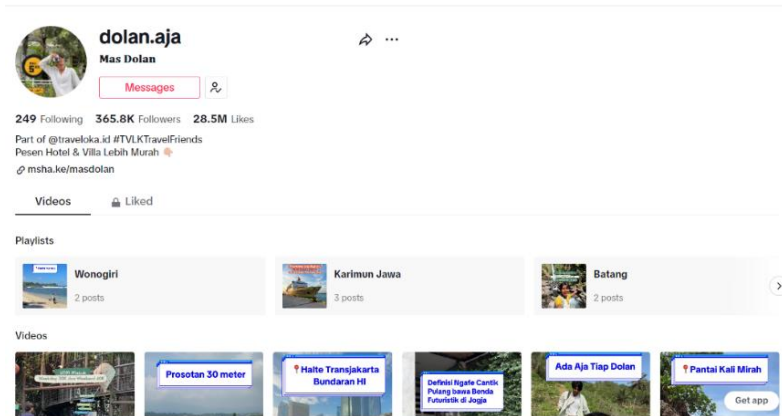 dolan.aja
Mas Dolan
Messages
249 Following 365.8K Followers 28.5M Likes
Part of @traveloka.id #TVLKTravelFriends
Pesen Hotel & Villa Lebih Murah 👇🏻
msha.ke/masdolan
Videos Liked
Playlists
Wonogiri
2 posts
Karimun Jawa
3 posts
Batang
2 posts
Videos
Prosotan 30 meter
📍Halte Transjakarta
Bundaran HI
Definisi Ngafe Cantik
Pulang bawa Benda
Futuristik di Jogja
Ada Aja Tiap Dolan
📍Pantai Kali Mirah
Get app